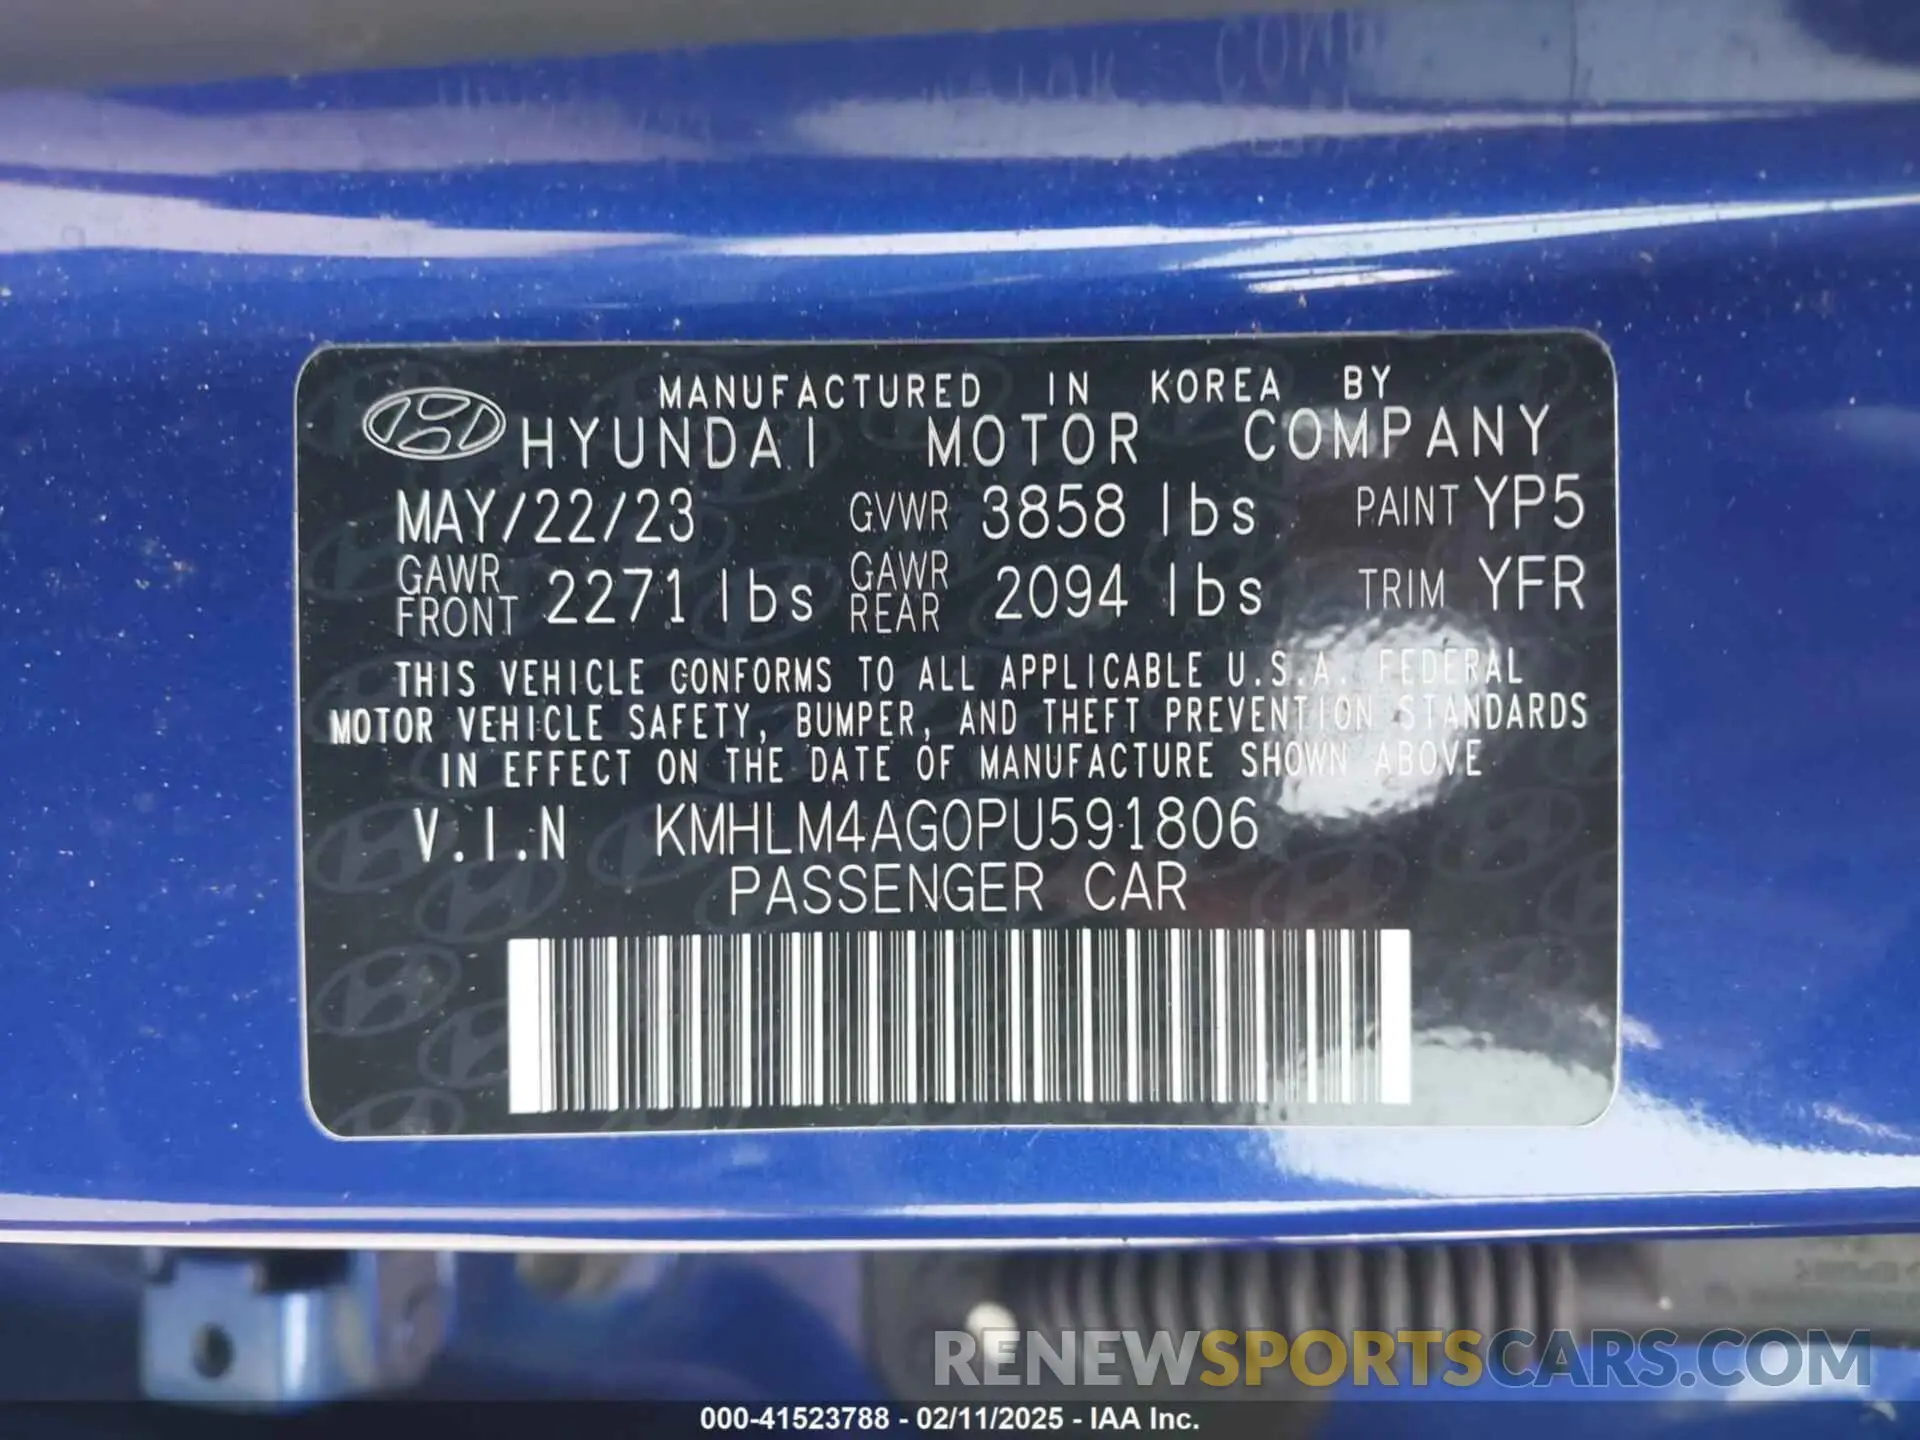 MANUFACTURED IN KOREA BY
HYUNDAI MOTOR COMPANY
MAY/22/23 GVWR 3858 lbs PAINT YP5
GAWR FRONT 2271 lbs GAWR REAR 2094 lbs TRIM YFR
THIS VEHICLE CONFORMS TO ALL APPLICABLE U.S.A. FEDERAL
MOTOR VEHICLE SAFETY, BUMPER, AND THEFT PREVENTION STANDARDS
IN EFFECT ON THE DATE OF MANUFACTURE SHOWN ABOVE
V.I.N KMHLM4AG0PU591806
PASSENGER CAR
RENEWSPORTSCARS.COM
000-41523788 - 02/11/2025 - IAA Inc.